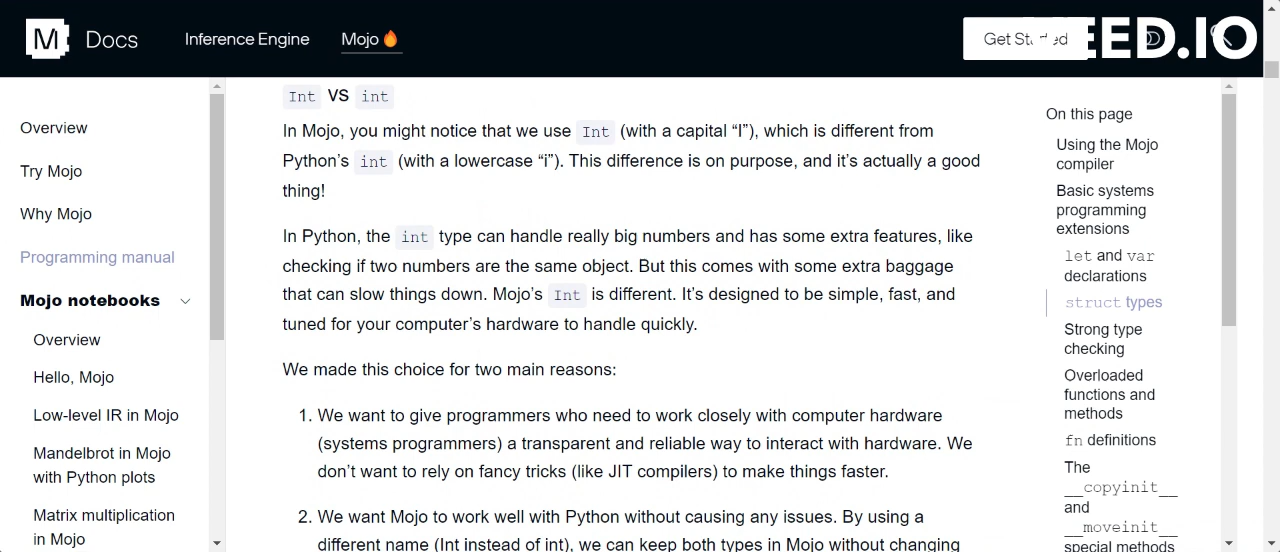 M Docs Inference Engine Mojo🔥 Get Started EED.IO
Overview
Try Mojo
Why Mojo
Programming manual
Mojo notebooks
Overview
Hello, Mojo
Low-level IR in Mojo
Mandelbrot in Mojo
with Python plots
Matrix multiplication
in Mojo
Int VS int
In Mojo, you might notice that we use Int (with a capital “I”), which is different from
Python’s int (with a lowercase “i”). This difference is on purpose, and it’s actually a good
thing!
In Python, the int type can handle really big numbers and has some extra features, like
checking if two numbers are the same object. But this comes with some extra baggage
that can slow things down. Mojo’s Int is different. It’s designed to be simple, fast, and
tuned for your computer’s hardware to handle quickly.
We made this choice for two main reasons:
1. We want to give programmers who need to work closely with computer hardware
(systems programmers) a transparent and reliable way to interact with hardware. We
don’t want to rely on fancy tricks (like JIT compilers) to make things faster.
2. We want Mojo to work well with Python without causing any issues. By using a
different name (Int instead of int), we can keep both types in Mojo without changing
On this page
Using the Mojo
compiler
Basic systems
programming
extensions
let and var
declarations
struct types
Strong type
checking
Overloaded
functions and
methods
fn definitions
The
__copyinit__
and
__moveinit__
special methods